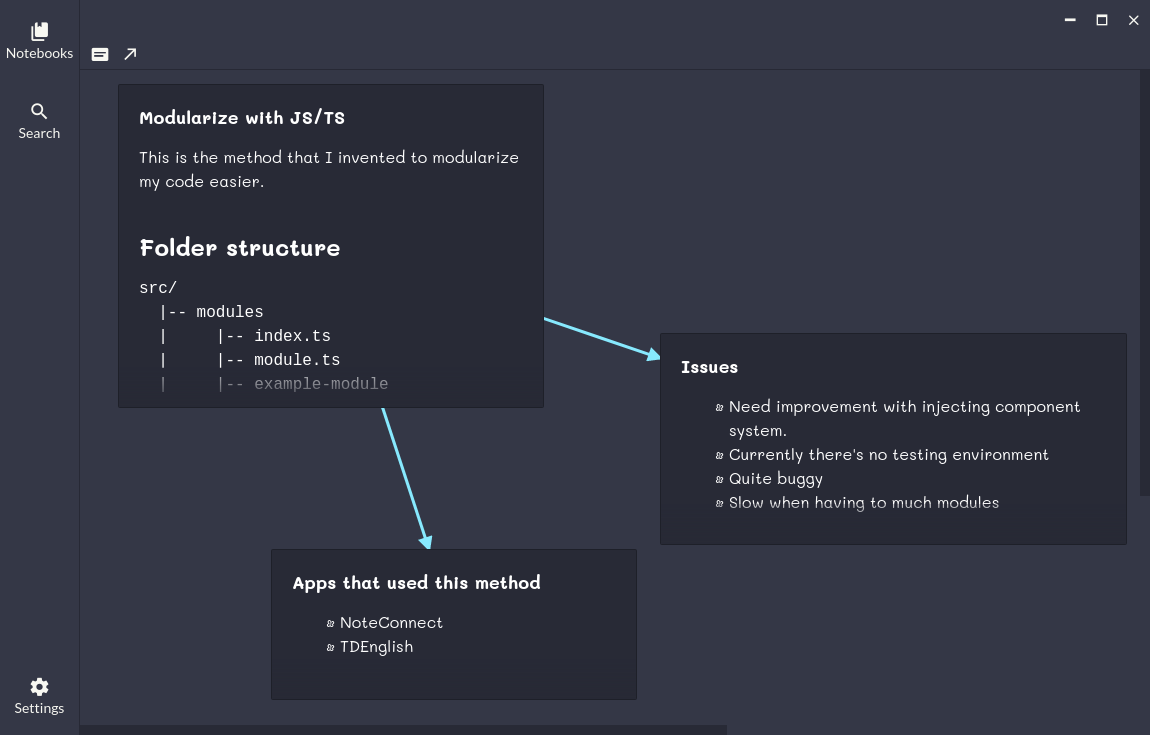 Notebooks
Search
Settings
Modularize with JS/TS
This is the method that I invented to modularize
my code easier.
Folder structure
src/
  |-- modules
  |     |-- index.ts
  |     |-- module.ts
  |     |-- example-module
Issues
Need improvement with injecting component
system.
Currently there's no testing environment
Quite buggy
Slow when having to much modules
Apps that used this method
NoteConnect
TDEnglish